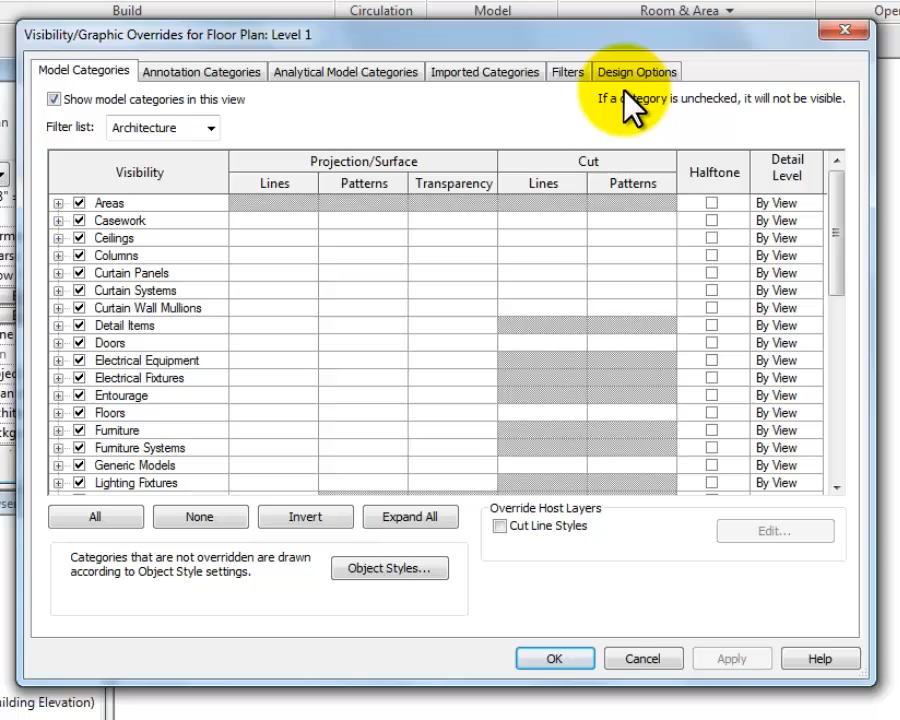 Build Circulation Model Room & Area
Visibility/Graphic Overrides for Floor Plan: Level 1
Model Categories Annotation Categories Analytical Model Categories Imported Categories Filters Design Options
Show model categories in this view
If a category is unchecked, it will not be visible.
Filter list: Architecture
Visibility Projection/Surface Cut Halftone Detail Level
Lines Patterns Transparency Lines Patterns
Areas By View
Casework By View
Ceilings By View
Columns By View
Curtain Panels By View
Curtain Systems By View
Curtain Wall Mullions By View
Detail Items By View
Doors By View
Electrical Equipment By View
Electrical Fixtures By View
Entourage By View
Floors By View
Furniture By View
Furniture Systems By View
Generic Models By View
Lighting Fixtures By View
All None Invert Expand All
Override Host Layers
Cut Line Styles Edit...
Categories that are not overridden are drawn
according to Object Style settings.
Object Styles...
OK Cancel Apply Help
uilding Elevation)